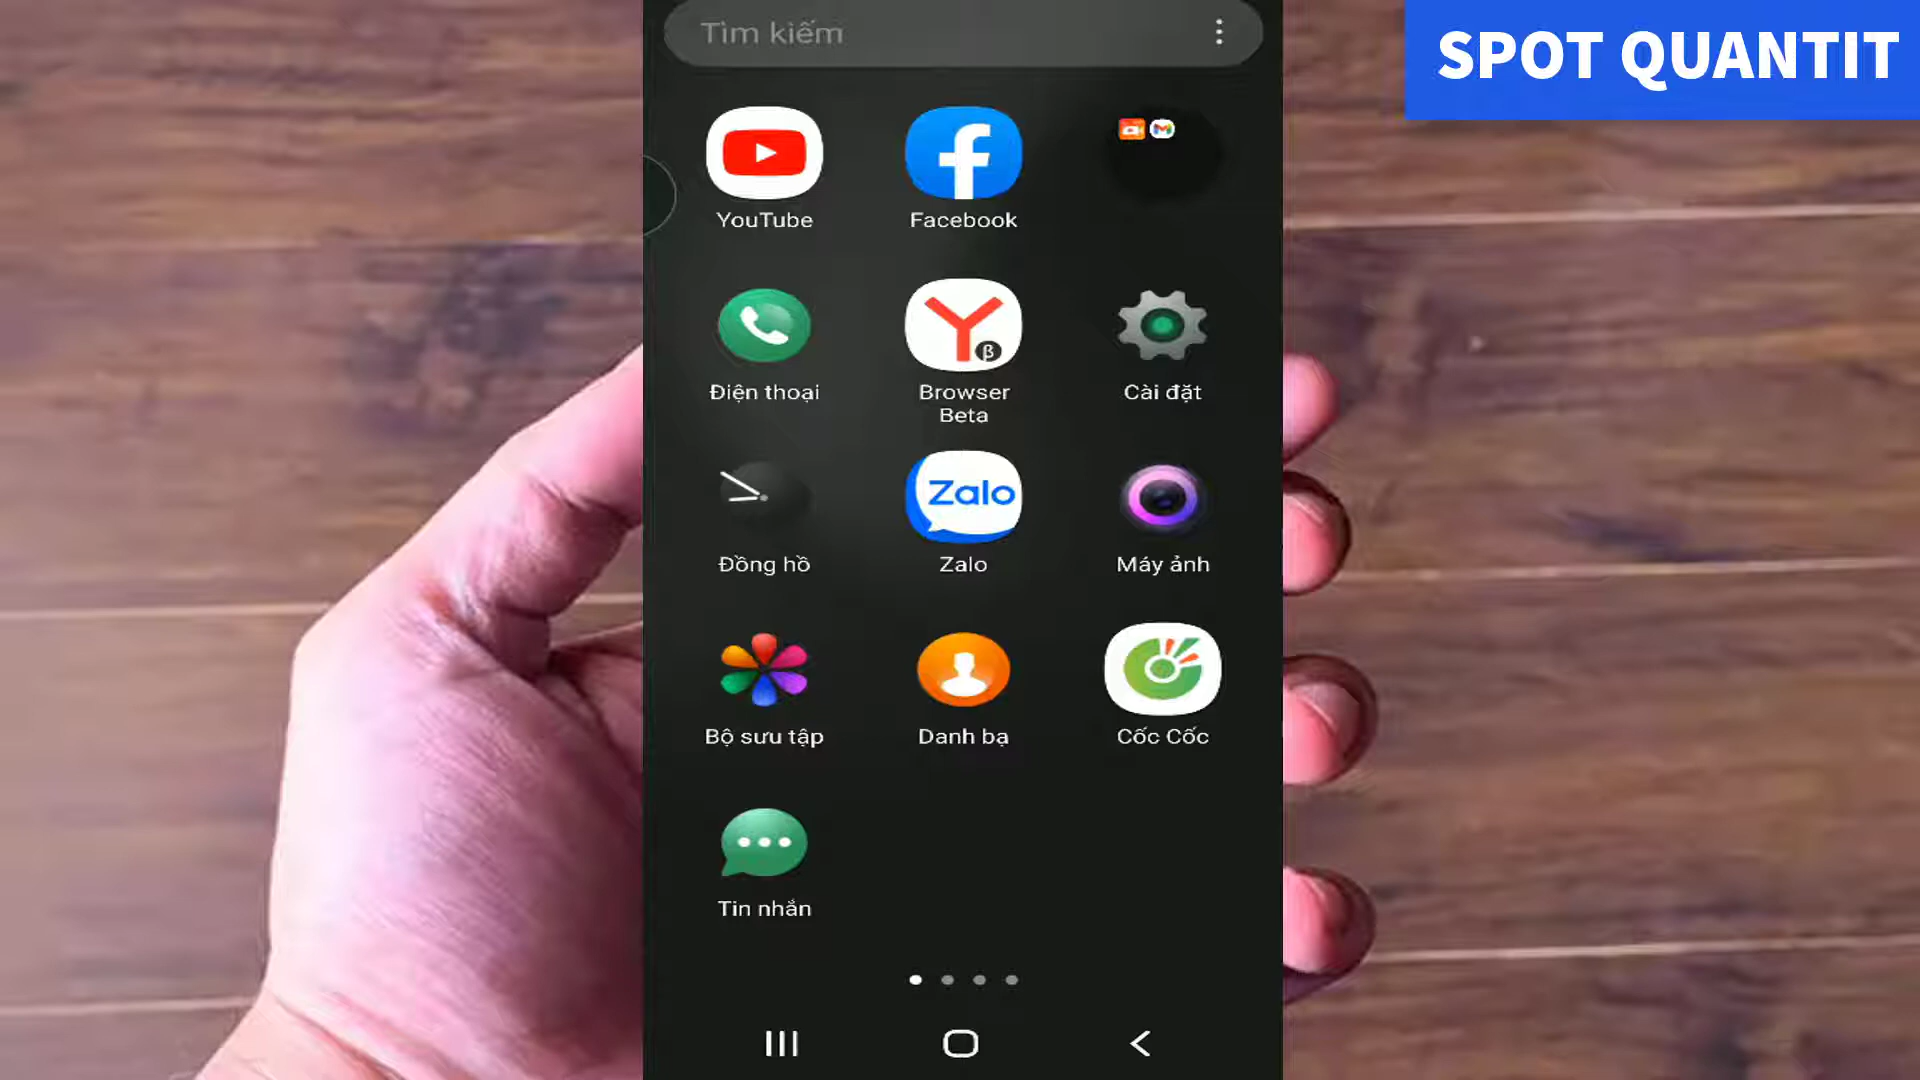 SPOT QUANTIT
Tìm kiếm
YouTube
Facebook
Điện thoại
Browser
Beta
β
Cài đặt
Đồng hồ
Zalo
Zalo
Máy ảnh
Bộ sưu tập
Danh bạ
Cốc Cốc
Tin nhắn